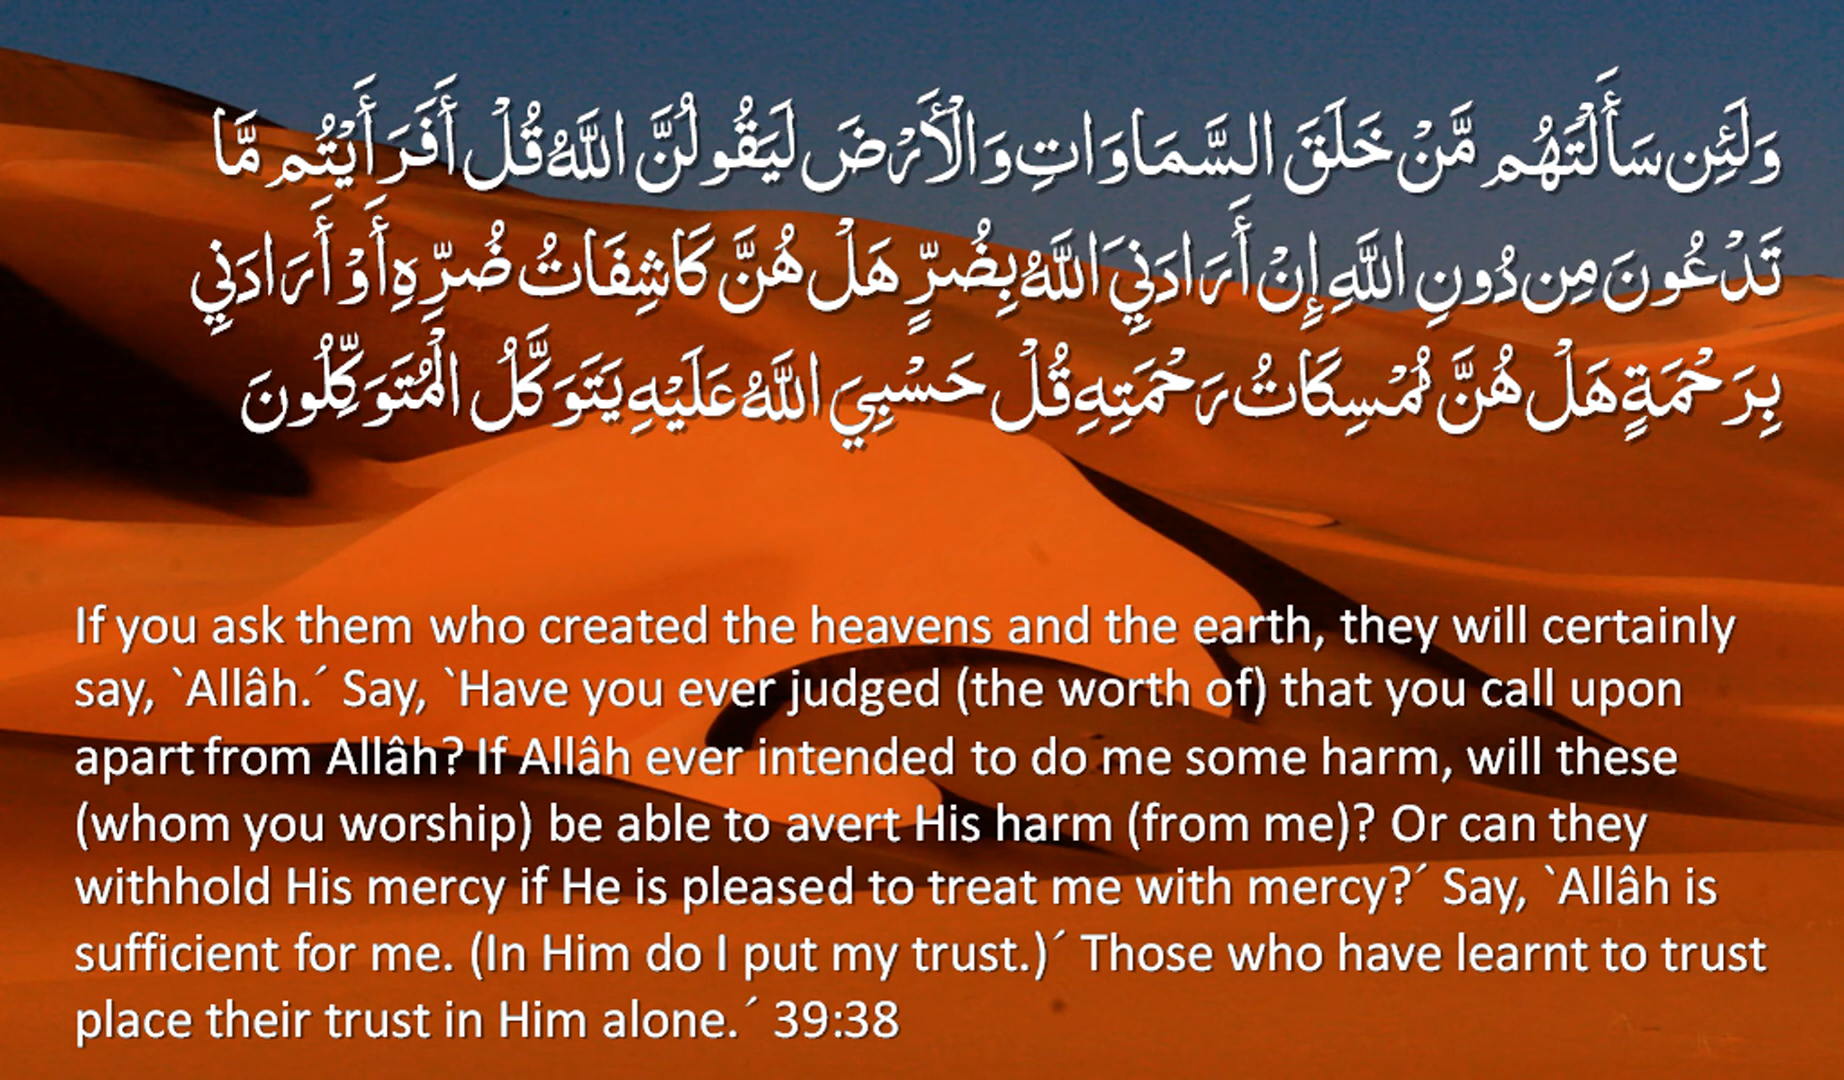 وَلَئِن سَأَلْتَهُم مَّنْ خَلَقَ السَّمَاوَاتِ وَالْأَرْضَ لَيَقُولُنَّ اللَّهُ قُلْ أَفَرَأَيْتُم مَّا
تَدْعُونَ مِن دُونِ اللَّهِ إِنْ أَرَادَنِيَ اللَّهُ بِضُرٍّ هَلْ هُنَّ كَاشِفَاتُ ضُرِّهِ أَوْ أَرَادَنِي
بِرَحْمَةٍ هَلْ هُنَّ مُمْسِكَاتُ رَحْمَتِهِ قُلْ حَسْبِيَ اللَّهُ عَلَيْهِ يَتَوَكَّلُ الْمُتَوَكِّلُونَ
If you ask them who created the heavens and the earth, they will certainly
say, `Allâh.´ Say, `Have you ever judged (the worth of) that you call upon
apart from Allâh? If Allâh ever intended to do me some harm, will these
(whom you worship) be able to avert His harm (from me)? Or can they
withhold His mercy if He is pleased to treat me with mercy?´ Say, `Allâh is
sufficient for me. (In Him do I put my trust.)´ Those who have learnt to trust
place their trust in Him alone.´ 39:38